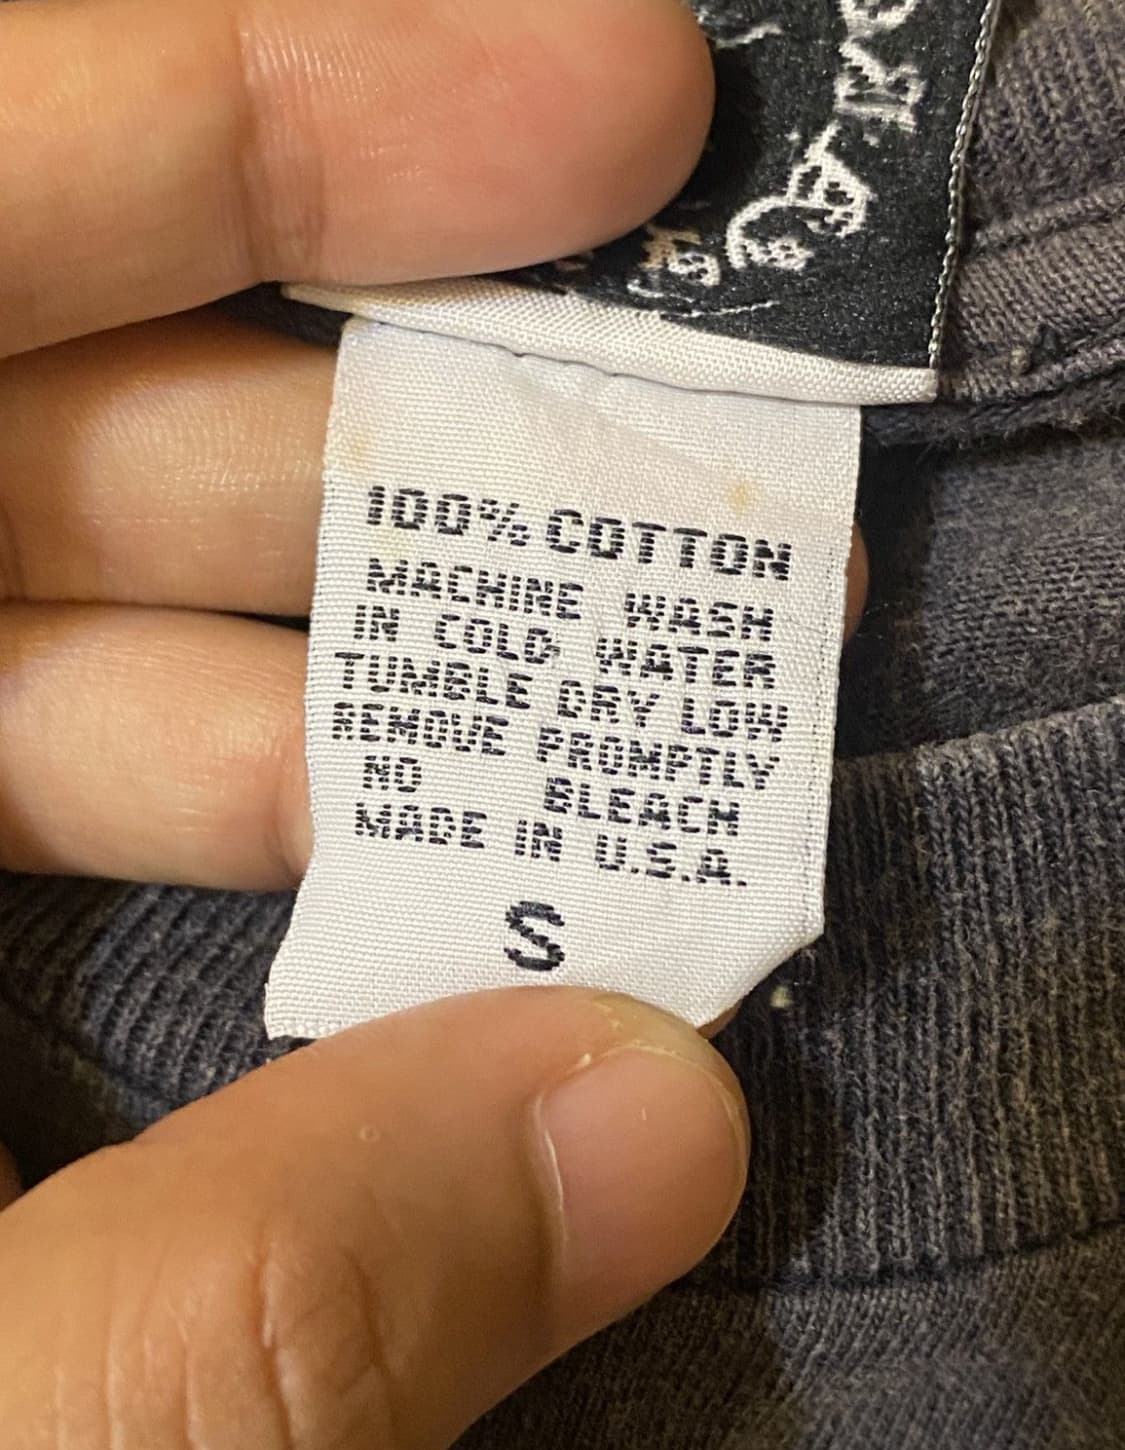 100% COTTON
MACHINE WASH
IN COLD WATER
TUMBLE DRY LOW
REMOVE PROMPTLY
NO BLEACH
MADE IN U.S.A.
S